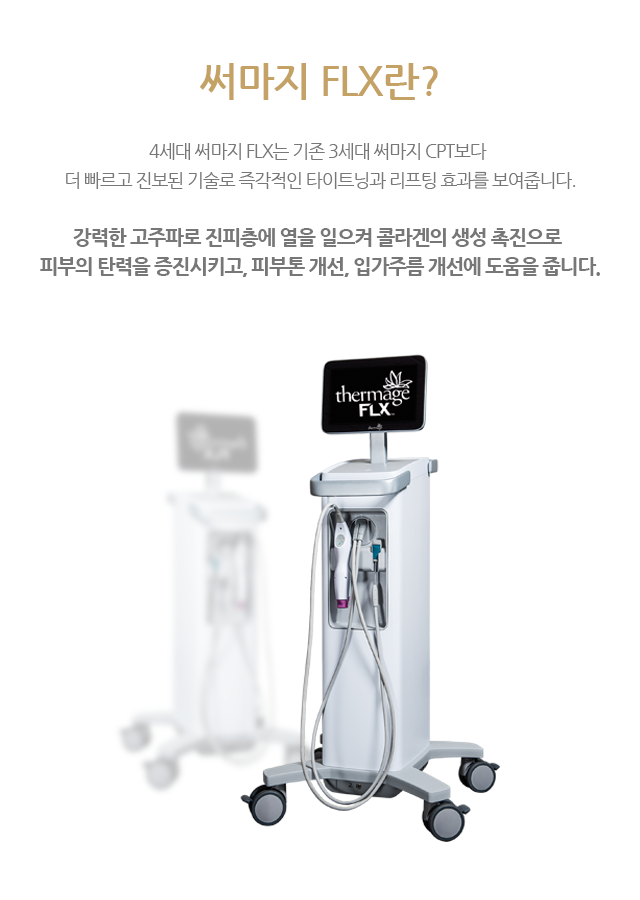 써마지 FLX란?
4세대 써마지 FLX는 기존 3세대 써마지 CPT보다
더 빠르고 진보된 기술로 즉각적인 타이트닝과 리프팅 효과를 보여줍니다.
강력한 고주파로 진피층에 열을 일으켜 콜라겐의 생성 촉진으로
피부의 탄력을 증진시키고, 피부톤 개선, 입가주름 개선에 도움을 줍니다.
thermage
FLX
thermage
FLX